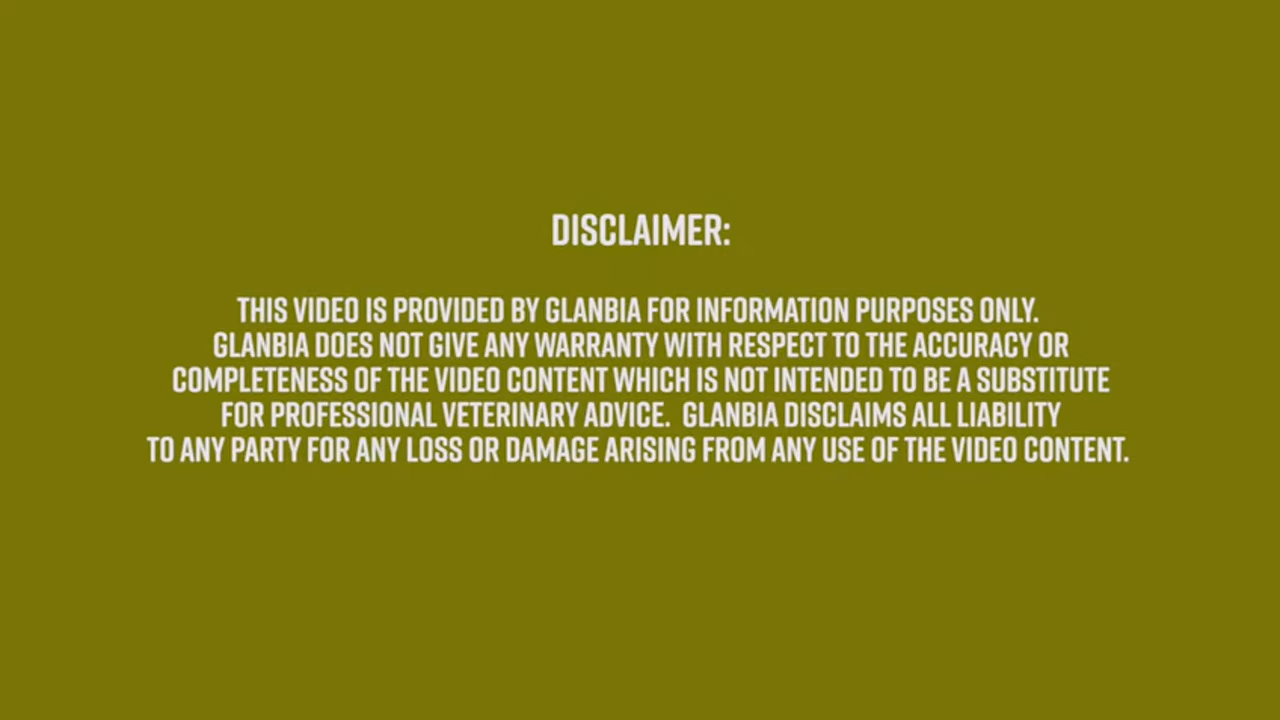 DISCLAIMER:
THIS VIDEO IS PROVIDED BY GLANBIA FOR INFORMATION PURPOSES ONLY.
GLANBIA DOES NOT GIVE ANY WARRANTY WITH RESPECT TO THE ACCURACY OR
COMPLETENESS OF THE VIDEO CONTENT WHICH IS NOT INTENDED TO BE A SUBSTITUTE
FOR PROFESSIONAL VETERINARY ADVICE.  GLANBIA DISCLAIMS ALL LIABILITY
TO ANY PARTY FOR ANY LOSS OR DAMAGE ARISING FROM ANY USE OF THE VIDEO CONTENT.